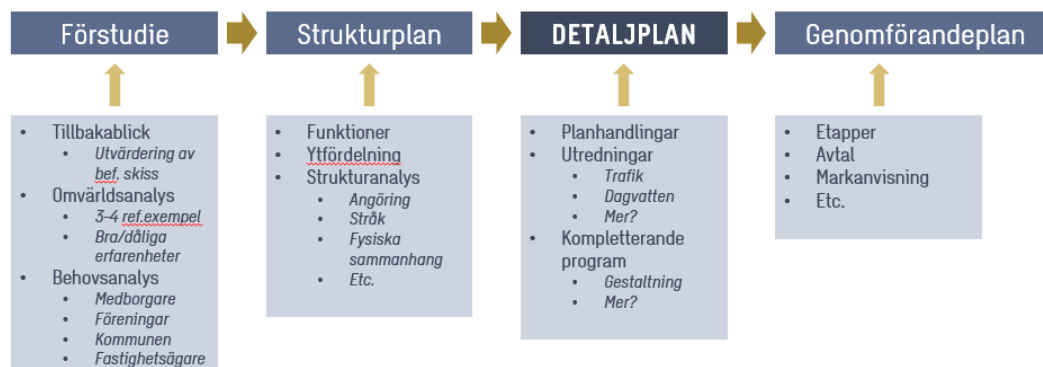 Förstudie
Strukturplan
DETALJPLAN
Genomförandeplan
• Tillbakablick
• Utvärdering av
bef. skiss
• Omvärldsanalys
• 3-4 ref.exempel
• Bra/dåliga
erfarenheter
• Behovsanalys
• Medborgare
• Föreningar
• Kommunen
• Fastighetsägare
• Funktioner
• Ytfördelning
• Strukturanalys
• Angöring
• Stråk
• Fysiska
sammanhang
• Etc.
• Planhandlingar
• Utredningar
• Trafik
• Dagvatten
• Mer?
• Kompletterande
program
• Gestaltning
• Mer?
• Etapper
• Avtal
• Markanvisning
• Etc.